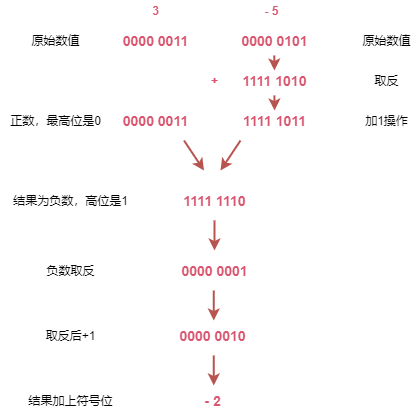 3 - 5
原始数值 0000 0011 0000 0101 原始数值
+ 1111 1010 取反
正数，最高位是0 0000 0011 1111 1011 加1操作
结果为负数，高位是1 1111 1110
负数取反 0000 0001
取反后+1 0000 0010
结果加上符号位 - 2